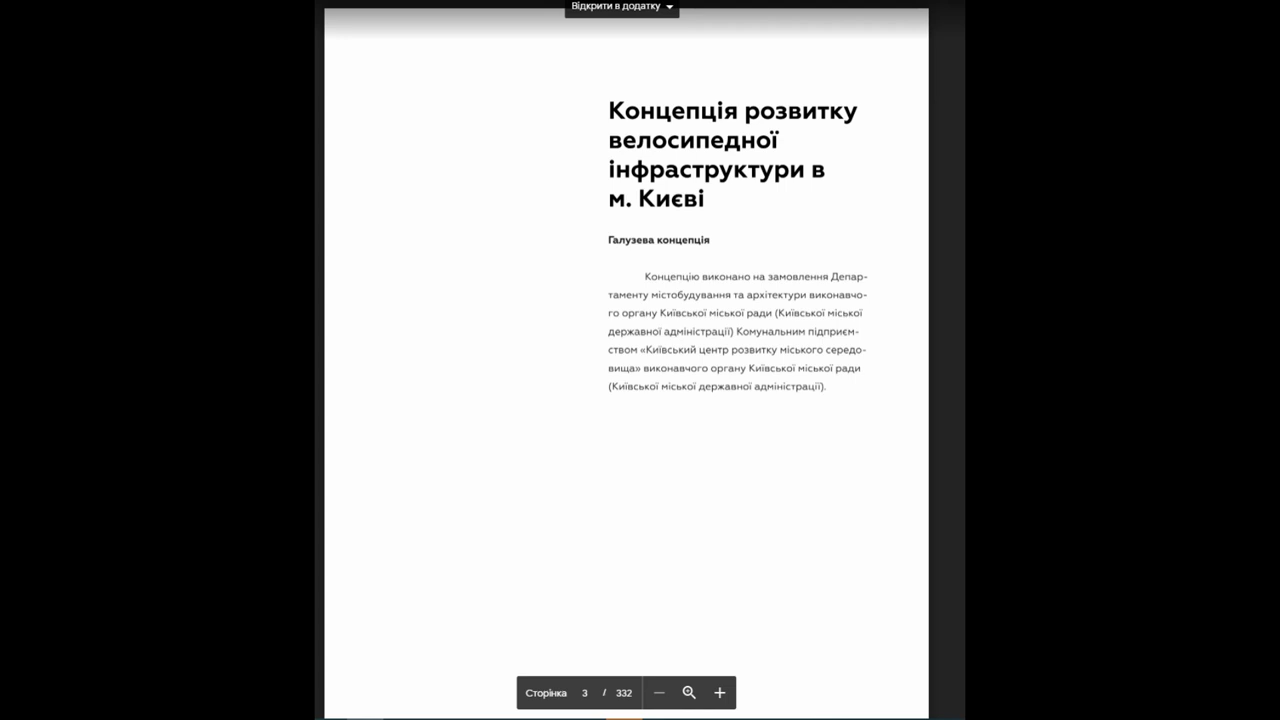 Відкрити в додатку
Концепція розвитку
велосипедної
інфраструктури в
м. Києві
Галузева концепція
Концепцію виконано на замовлення Депар-
таменту містобудування та архітектури виконавчо-
го органу Київської міської ради (Київської міської
державної адміністрації) Комунальним підприєм-
ством «Київський центр розвитку міського середо-
вища» виконавчого органу Київської міської ради
(Київської міської державної адміністрації).
Сторінка 3 / 332